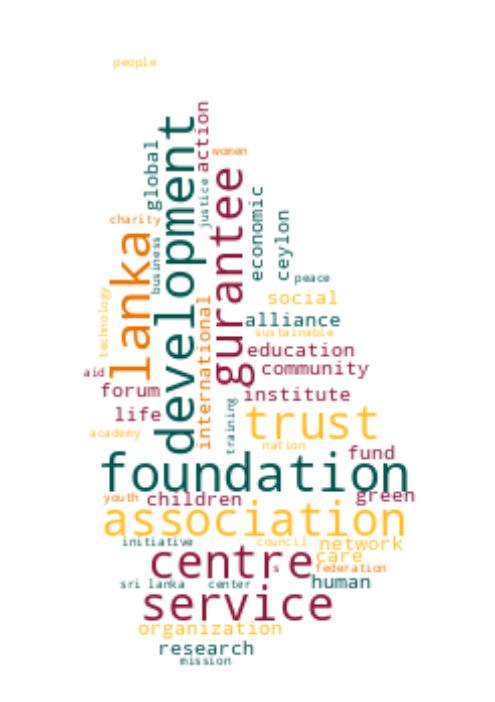 people
action
development
global
women
justice
gurantee
economic
ceylon
charity
lanka
business
peace
technology
international
social
alliance
sustainable
education
community
aid
forum
institute
life
training
trust
academy
nation
fund
foundation
youth
children
green
association
initiative
council
network
centre
care
s
federation
sri lanka
center
human
service
organization
research
mission